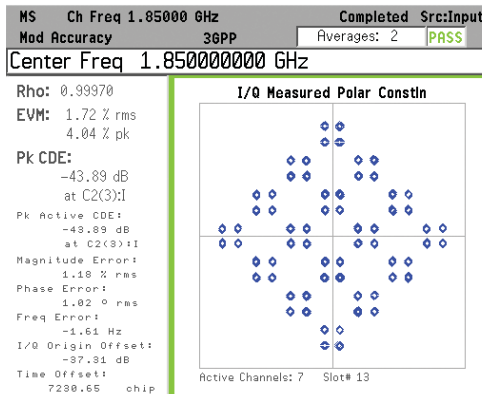 MS Ch Freq 1.85000 GHz Completed Src:Input
Mod Accuracy 3GPP Averages: 2 PASS
Center Freq 1.850000000 GHz
Rho: 0.99970
I/Q Measured Polar Constln
EVM: 1.72 % rms
4.04 % pk
Pk CDE:
-43.89 dB
at C2(3):I
Pk Active CDE:
-43.89 dB
at C2(3):I
Magnitude Error:
1.18 % rms
Phase Error:
1.02 º rms
Freq Error:
-1.61 Hz
I/Q Origin Offset:
-37.31 dB
Time Offset:
7230.65 chip
Active Channels: 7 Slot# 13